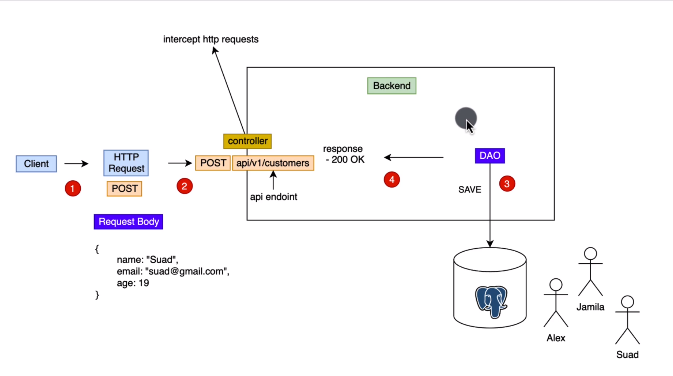 intercept http requests
Backend
controller
Client
HTTP
Request
POST
POST
api/v1/customers
response
- 200 OK
DAO
1
2
4
3
api endoint
SAVE
Request Body
{
name: "Suad",
email: "suad@gmail.com",
age: 19
}
Jamila
Alex
Suad